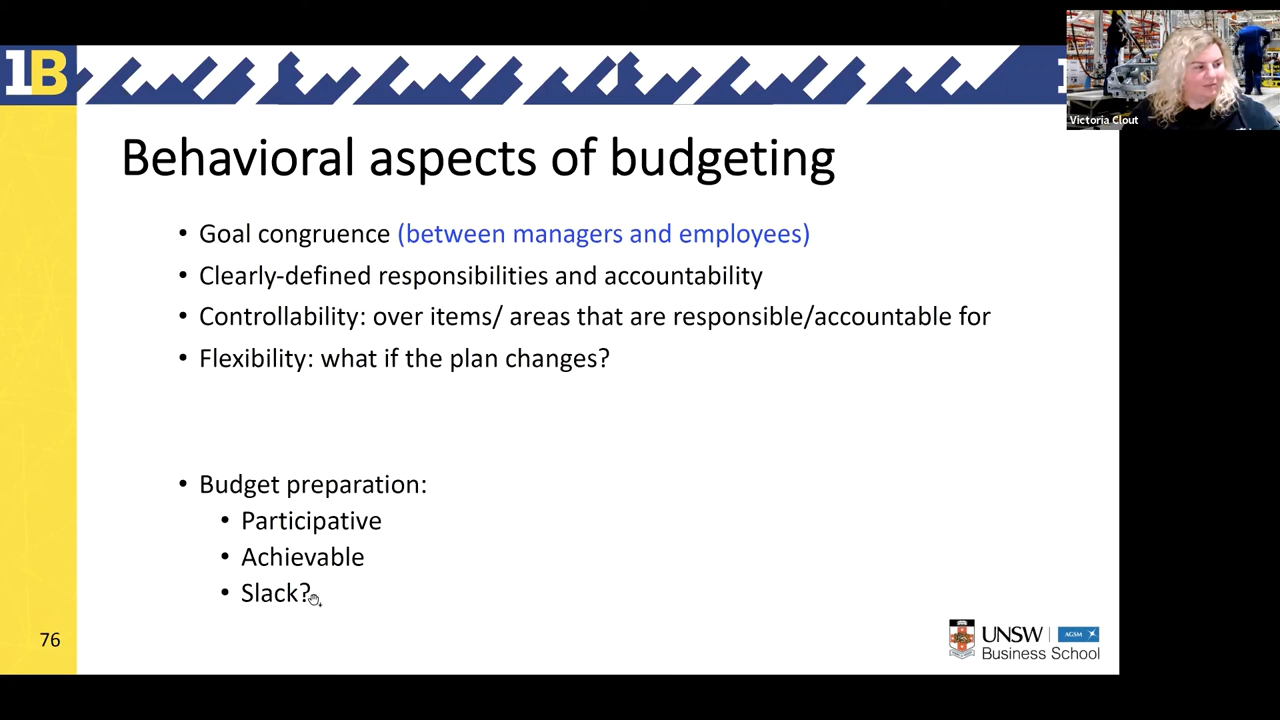 1B
Victoria Clout
Behavioral aspects of budgeting
• Goal congruence (between managers and employees)
• Clearly-defined responsibilities and accountability
• Controllability: over items/ areas that are responsible/accountable for
• Flexibility: what if the plan changes?
• Budget preparation:
• Participative
• Achievable
• Slack?
76
UNSW AGSM
Business School